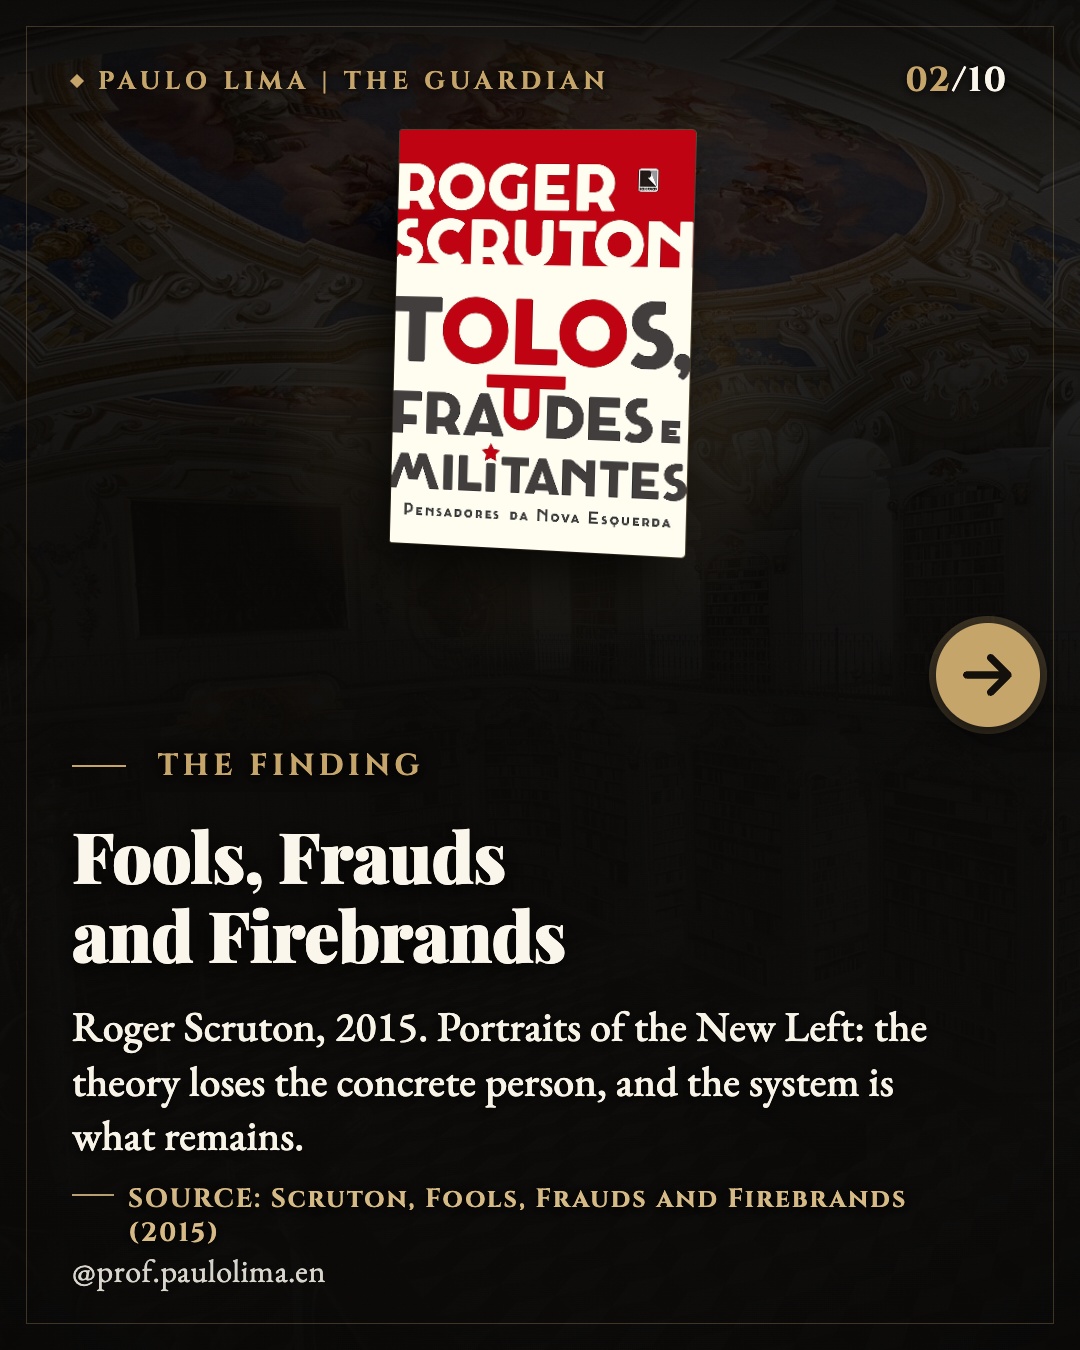 PAULO LIMA | THE GUARDIAN
02/10
ROGER
SCRUTON
TOLOS,
FRAUDES E
MILITANTES
PENSADORES DA NOVA ESQUERDA
THE FINDING
Fools, Frauds
and Firebrands
Roger Scruton, 2015. Portraits of the New Left: the
theory loses the concrete person, and the system is
what remains.
SOURCE: SCRUTON, FOOLS, FRAUDS AND FIREBRANDS
(2015)
@prof.paulolima.en